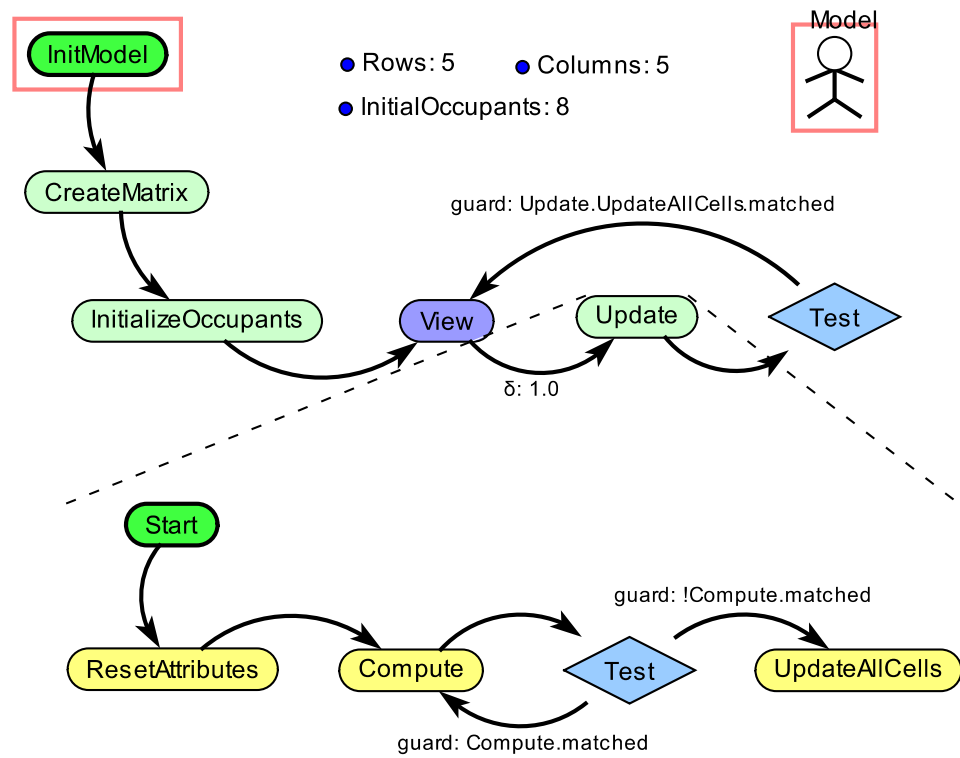 Model
InitModel
Rows: 5
Columns: 5
InitialOccupants: 8
CreateMatrix
guard: Update.UpdateAllCells.matched
InitializeOccupants
View
Update
Test
δ: 1.0
Start
guard: !Compute.matched
ResetAttributes
Compute
Test
UpdateAllCells
guard: Compute.matched